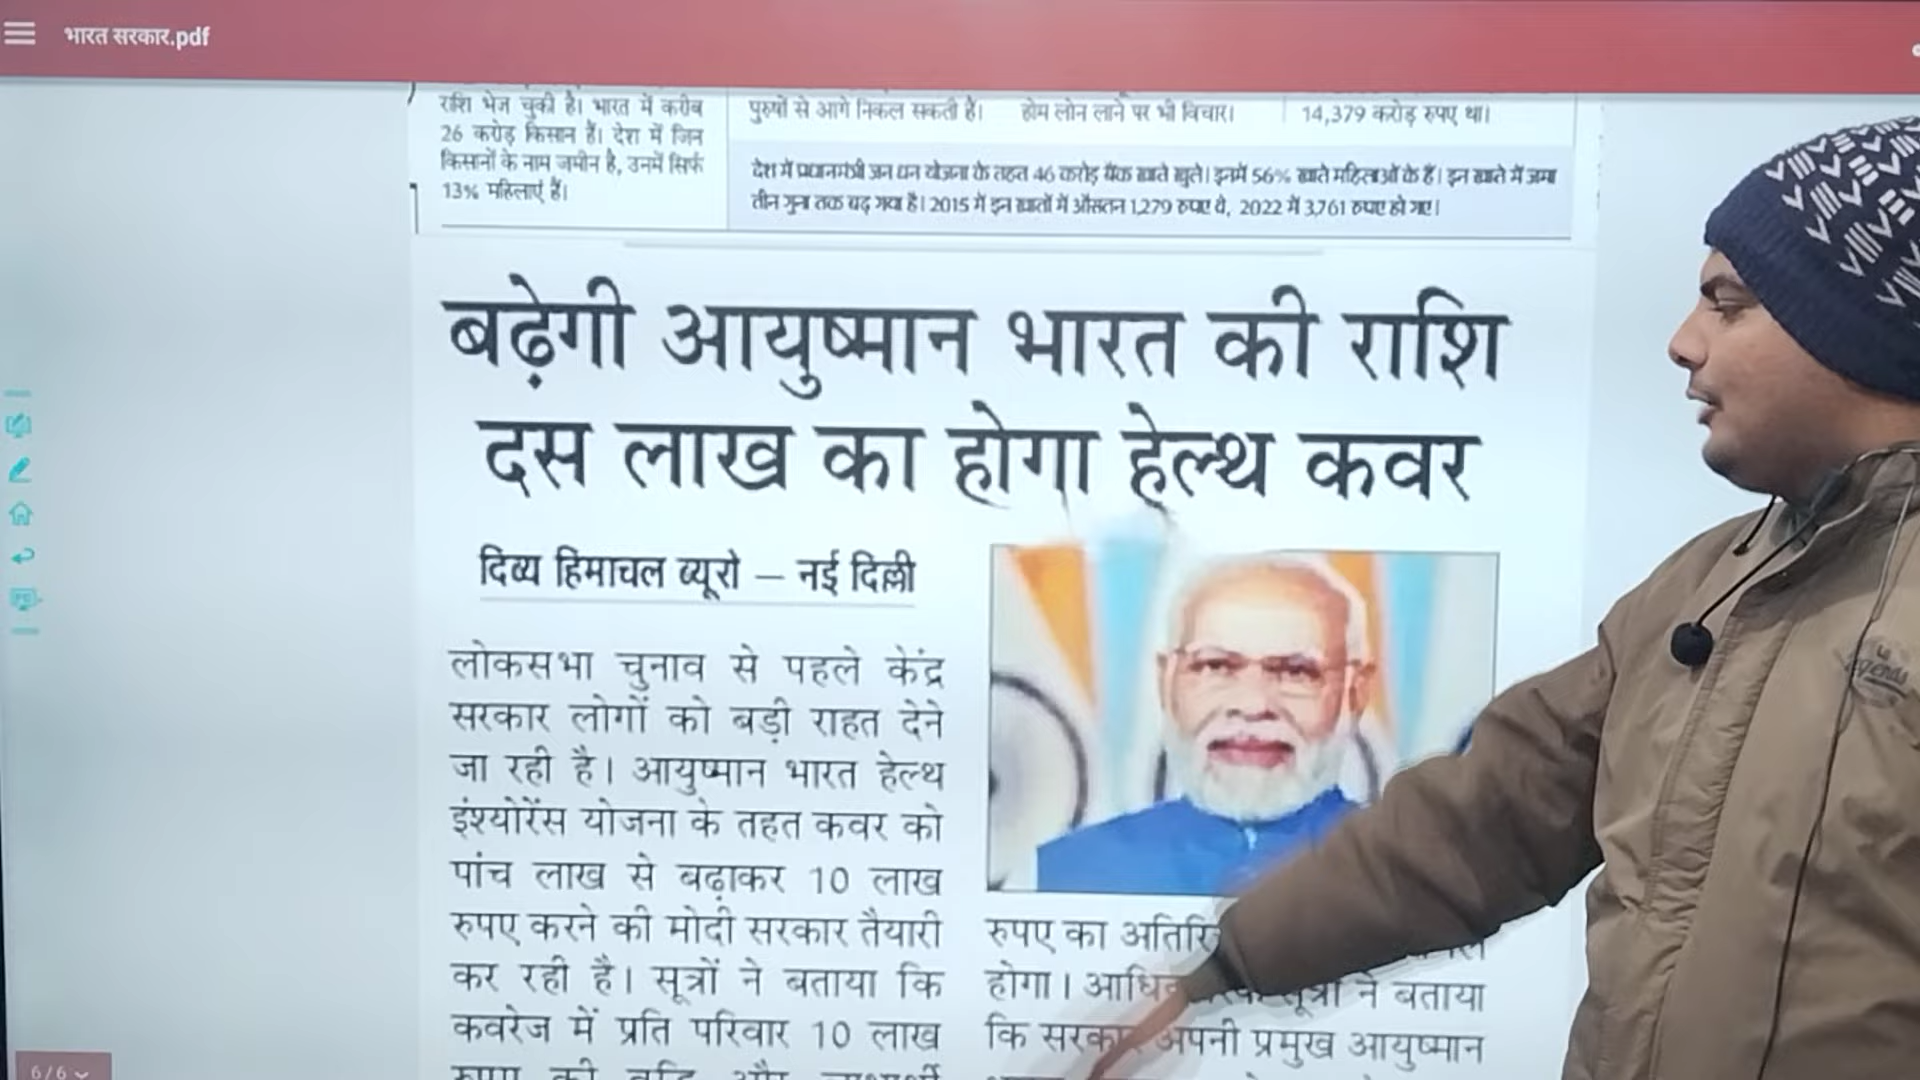 भारत सरकार.pdf
राशि भेज चुकी है। भारत में करीब
26 करोड़ किसान हैं। देश में जिन
किसानों के नाम जमीन है, उनमें सिर्फ
13% महिलाएं हैं।
पुरुषों से आगे निकल सकती हैं।
होम लोन लाने पर भी विचार।
14,379 करोड़ रुपए था।
देश में प्रधानमंत्री जन धन योजना के तहत 46 करोड़ बैंक खाते खुले। इनमें 56% खाते महिलाओं के हैं। इन खाते में जमा
तीन गुना तक बढ़ गया है। 2015 में इन खातों में औसतन 1,279 रुपए थे, 2022 में 3,761 रुपए हो गए।
बढ़ेगी आयुष्मान भारत की राशि
दस लाख का होगा हेल्थ कवर
दिव्य हिमाचल ब्यूरो — नई दिल्ली
लोकसभा चुनाव से पहले केंद्र
सरकार लोगों को बड़ी राहत देने
जा रही है। आयुष्मान भारत हेल्थ
इंश्योरेंस योजना के तहत कवर को
पांच लाख से बढ़ाकर 10 लाख
रुपए करने की मोदी सरकार तैयारी
कर रही है। सूत्रों ने बताया कि
कवरेज में प्रति परिवार 10 लाख
रुपए का
होगा।
सूत्रों ने बताया
कि सरकार अपनी प्रमुख आयुष्मान
Legends
6/6